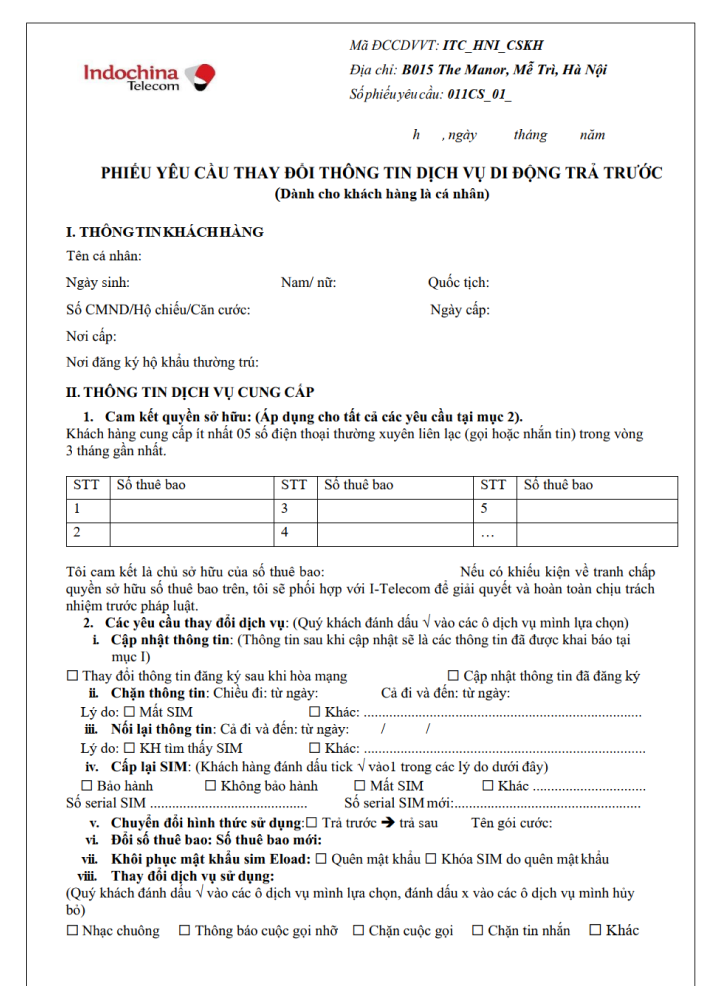 Indochina
Telecom
Mã ĐCCDVVT: ITC_HNI_CSKH
Địa chỉ: B015 The Manor, Mễ Trì, Hà Nội
Số phiếu yêu cầu: 011CS_01_
h , ngày tháng năm
PHIẾU YÊU CẦU THAY ĐỔI THÔNG TIN DỊCH VỤ DI ĐỘNG TRẢ TRƯỚC
(Dành cho khách hàng là cá nhân)
I. THÔNG TIN KHÁCH HÀNG
Tên cá nhân:
Ngày sinh: Nam/ nữ: Quốc tịch:
Số CMND/Hộ chiếu/Căn cước: Ngày cấp:
Nơi cấp:
Nơi đăng ký hộ khẩu thường trú:
II. THÔNG TIN DỊCH VỤ CUNG CẤP
1. Cam kết quyền sở hữu: (Áp dụng cho tất cả các yêu cầu tại mục 2).
Khách hàng cung cấp ít nhất 05 số điện thoại thường xuyên liên lạc (gọi hoặc nhắn tin) trong vòng
3 tháng gần nhất.
STT Số thuê bao STT Số thuê bao STT Số thuê bao
1 3 5
2 4 …
Tôi cam kết là chủ sở hữu của số thuê bao: Nếu có khiếu kiện về tranh chấp
quyền sở hữu số thuê bao trên, tôi sẽ phối hợp với I-Telecom để giải quyết và hoàn toàn chịu trách
nhiệm trước pháp luật.
2. Các yêu cầu thay đổi dịch vụ: (Quý khách đánh dấu √ vào các ô dịch vụ mình lựa chọn)
i. Cập nhật thông tin: (Thông tin sau khi cập nhật sẽ là các thông tin đã được khai báo tại
mục I)
☐ Thay đổi thông tin đăng ký sau khi hòa mạng ☐ Cập nhật thông tin đã đăng ký
ii. Chặn thông tin: Chiều đi: từ ngày: Cả đi và đến: từ ngày:
Lý do: ☐ Mất SIM ☐ Khác: ..........................................................................
iii. Nối lại thông tin: Cả đi và đến: từ ngày: / /
Lý do: ☐ KH tìm thấy SIM ☐ Khác: ...........................................................................
iv. Cấp lại SIM: (Khách hàng đánh dấu tick √ vào1 trong các lý do dưới đây)
☐ Bảo hành ☐ Không bảo hành ☐ Mất SIM ☐ Khác ..............................
Số serial SIM .......................................... Số serial SIM mới:..................................................
v. Chuyển đổi hình thức sử dụng:☐ Trả trước ➔ trả sau Tên gói cước:
vi. Đổi số thuê bao: Số thuê bao mới:
vii. Khôi phục mật khẩu sim Eload: ☐ Quên mật khẩu ☐ Khóa SIM do quên mật khẩu
viii. Thay đổi dịch vụ sử dụng:
(Quý khách đánh dấu √ vào các ô dịch vụ mình lựa chọn, đánh dấu x vào các ô dịch vụ mình hủy
bỏ)
☐ Nhạc chuông ☐ Thông báo cuộc gọi nhỡ ☐ Chặn cuộc gọi ☐ Chặn tin nhắn ☐ Khác